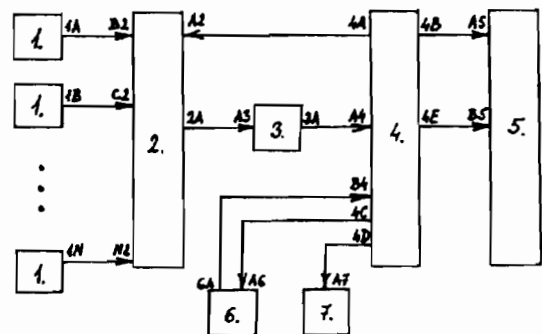 1. 1A B2 A2 4A 4B A5
1. 1B C2
2. 2A A3 3. 3A A4 4. 4E B5 5.
B4
4C
4D
1. 1N N2
6A A6 A7
6. 7.